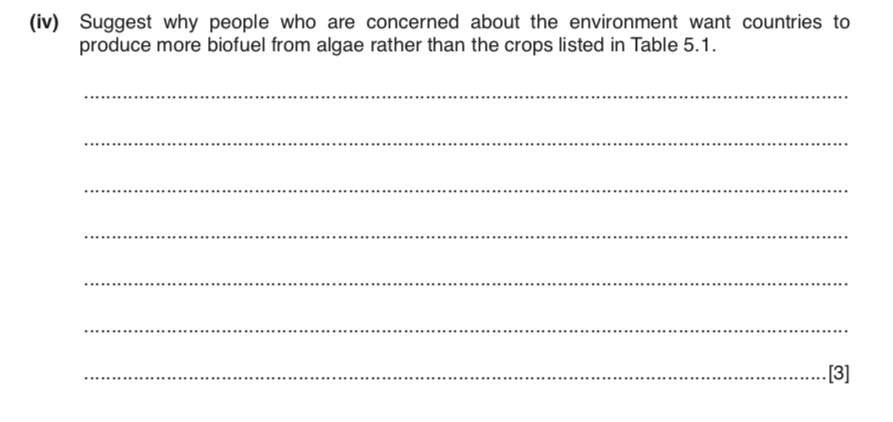 (iv) Suggest why people who are concerned about the environment want countries to
produce more biofuel from algae rather than the crops listed in Table 5.1.
[3]